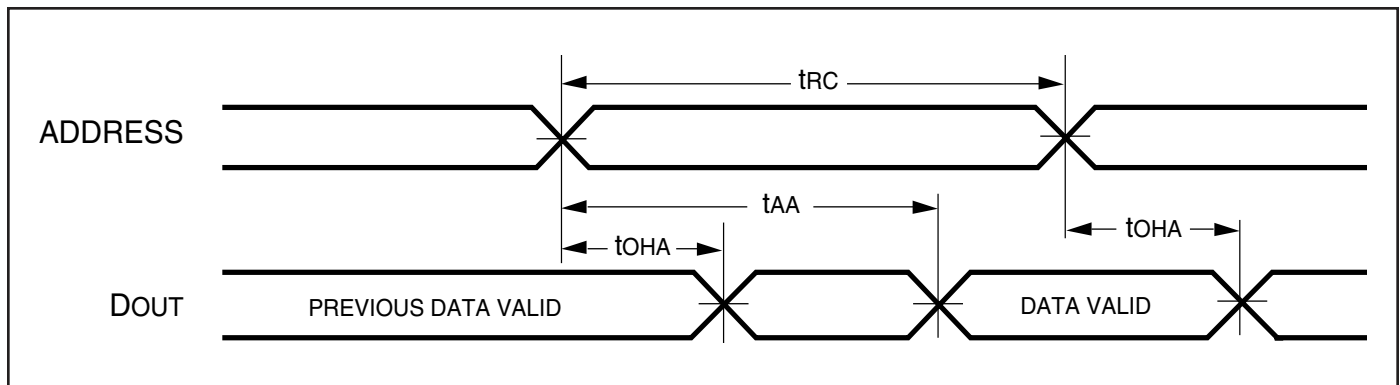 tRC
ADDRESS
tAA
tOHA
tOHA
DOUT
PREVIOUS DATA VALID
DATA VALID